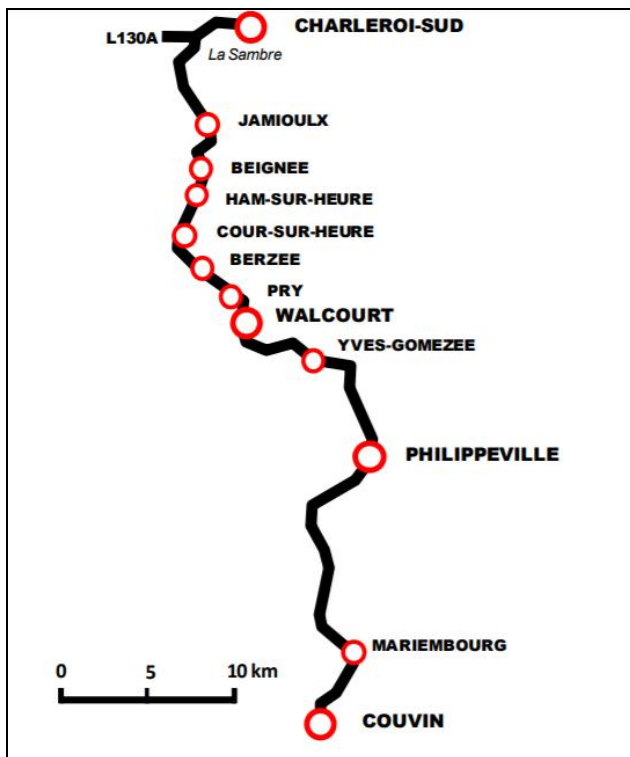 CHARLEROI-SUD
L130A
La Sambre
JAMIOULX
BEIGNEE
HAM-SUR-HEURE
COUR-SUR-HEURE
BERZEE
PRY
WALCOURT
YVES-GOMEZEE
PHILIPPEVILLE
MARIEMBOURG
0 5 10 km
COUVIN